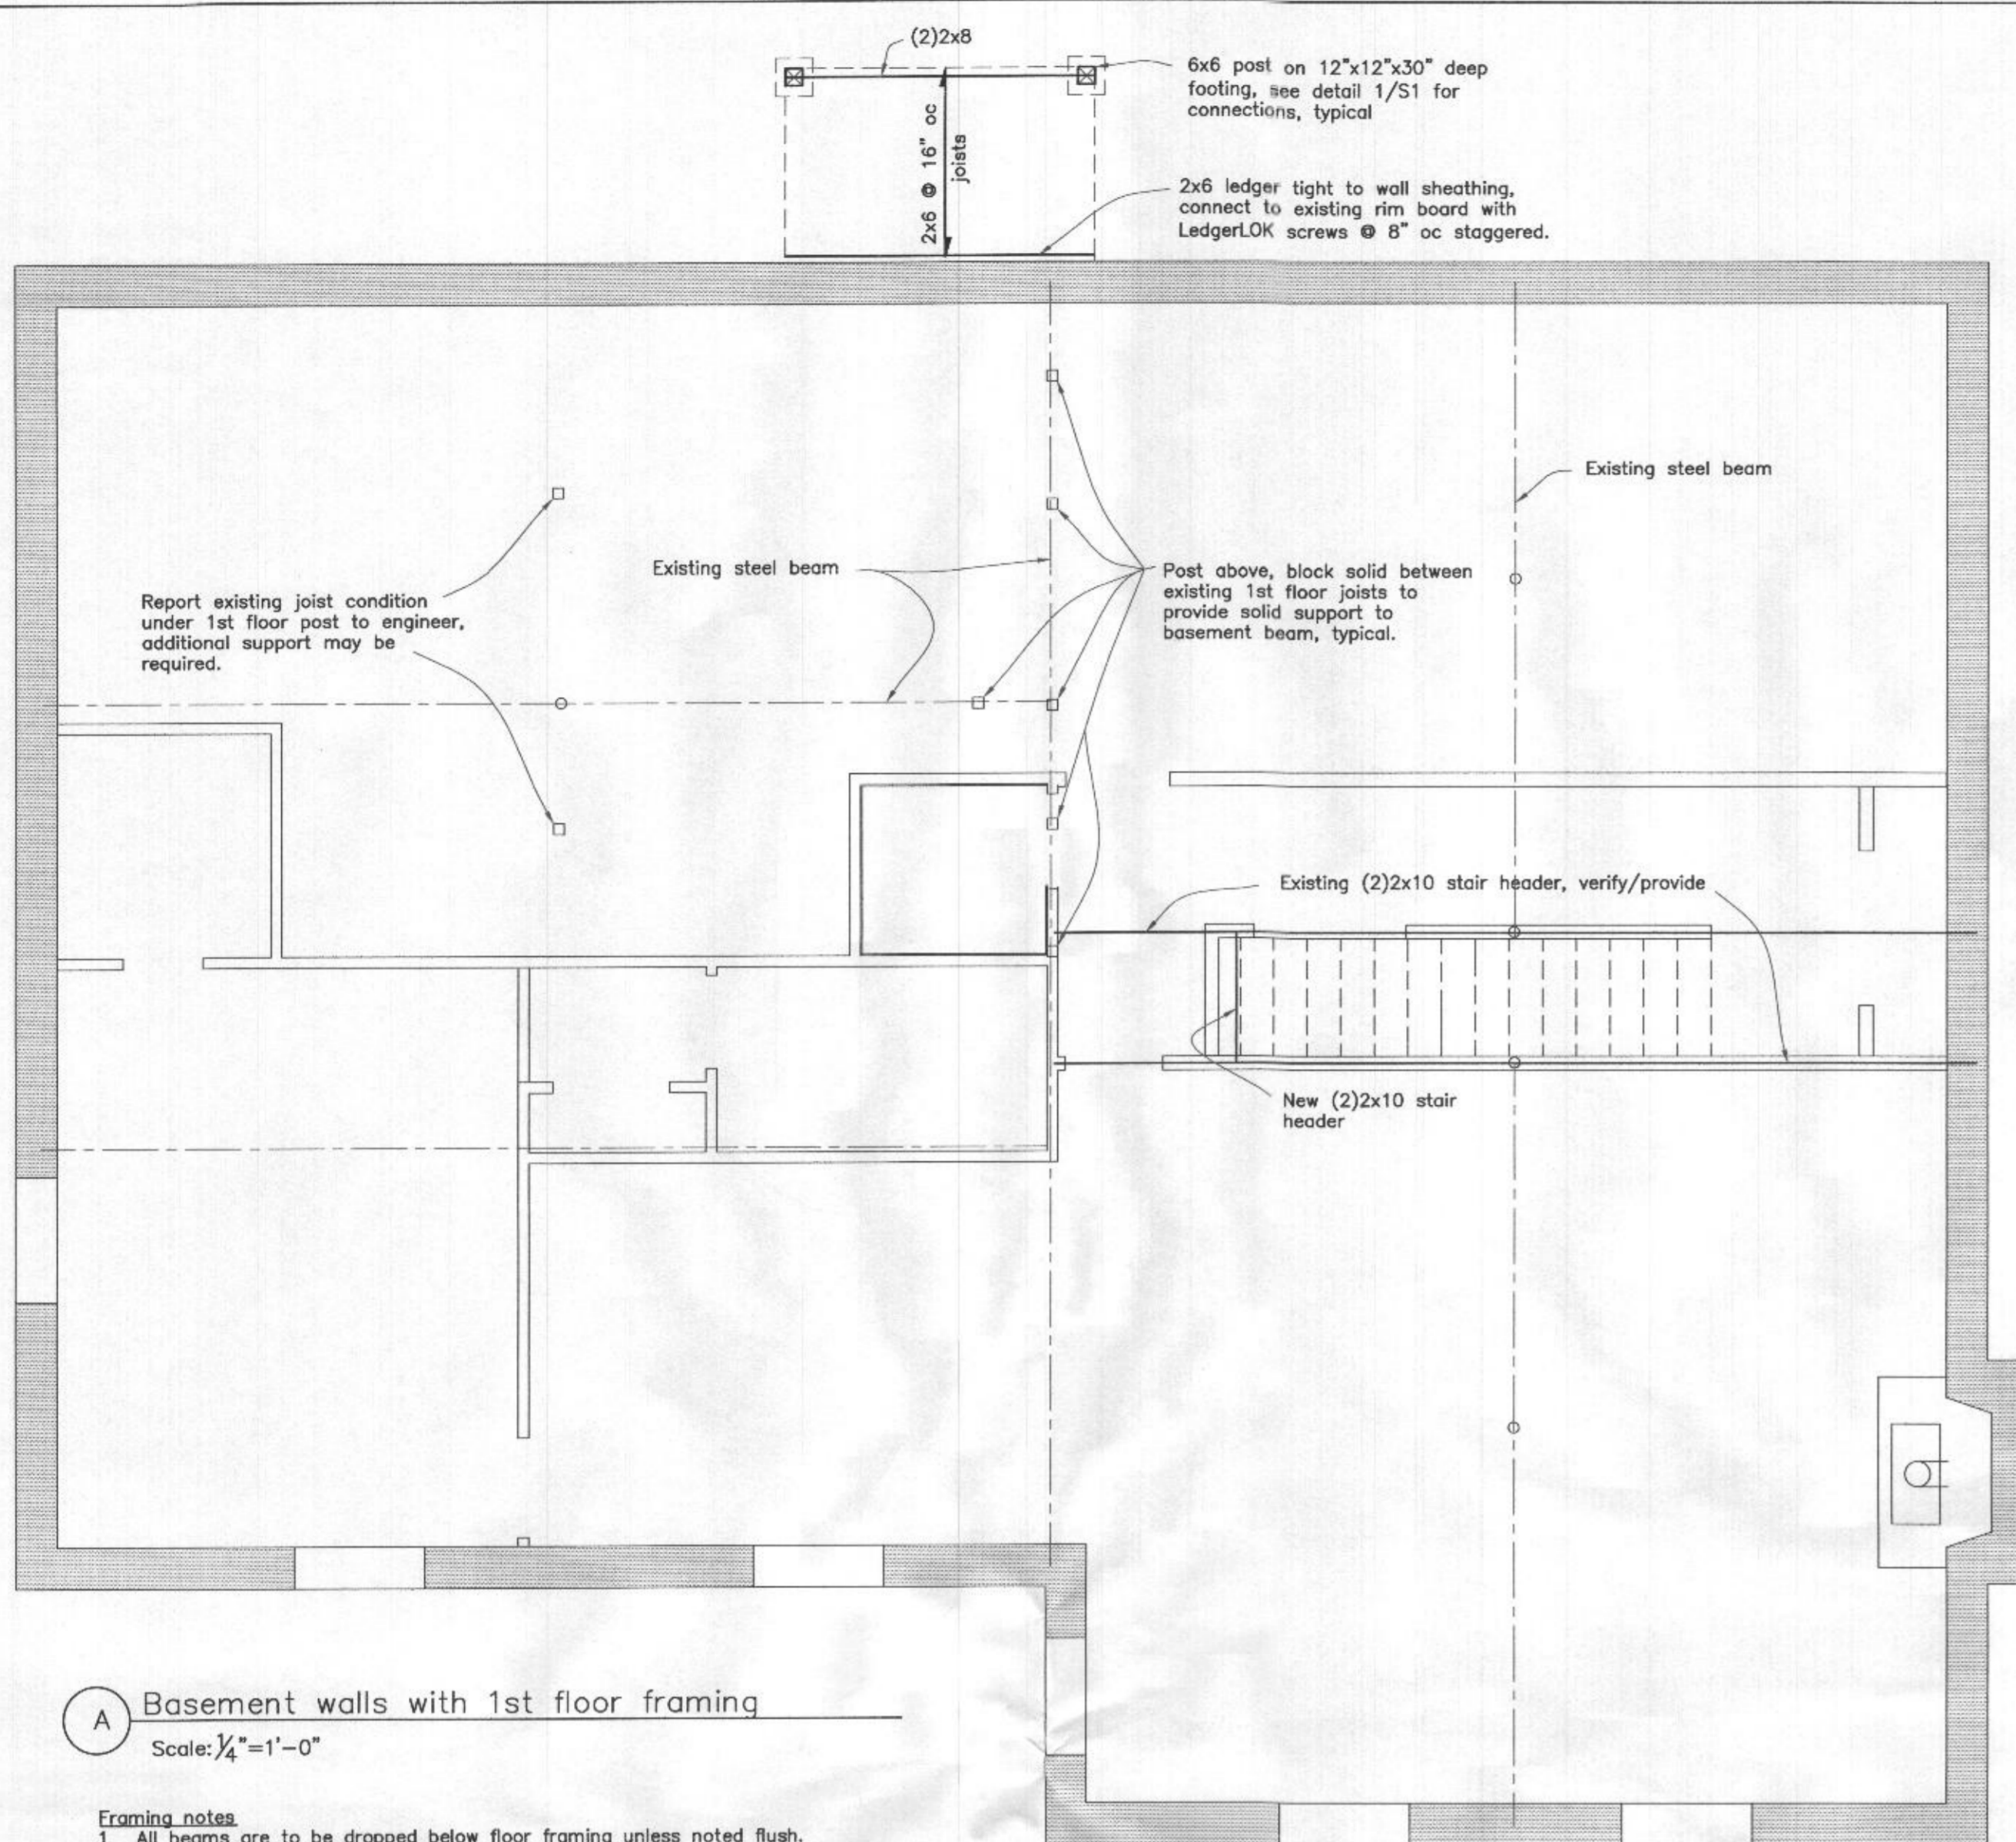 (2)2x8
6x6 post on 12"x12"x30" deep
footing, see detail 1/S1 for
connections, typical
2x6 @ 16" oc
joists
2x6 ledger tight to wall sheathing,
connect to existing rim board with
LedgerLOK screws @ 8" oc staggered.
Existing steel beam
Existing steel beam
Post above, block solid between
existing 1st floor joists to
provide solid support to
basement beam, typical.
Report existing joist condition
under 1st floor post to engineer,
additional support may be
required.
Existing (2)2x10 stair header, verify/provide
New (2)2x10 stair
header
A
Basement walls with 1st floor framing
Scale: 1/4"=1'-0"
Framing notes
1. All beams are to be dropped below floor framing unless noted flush.